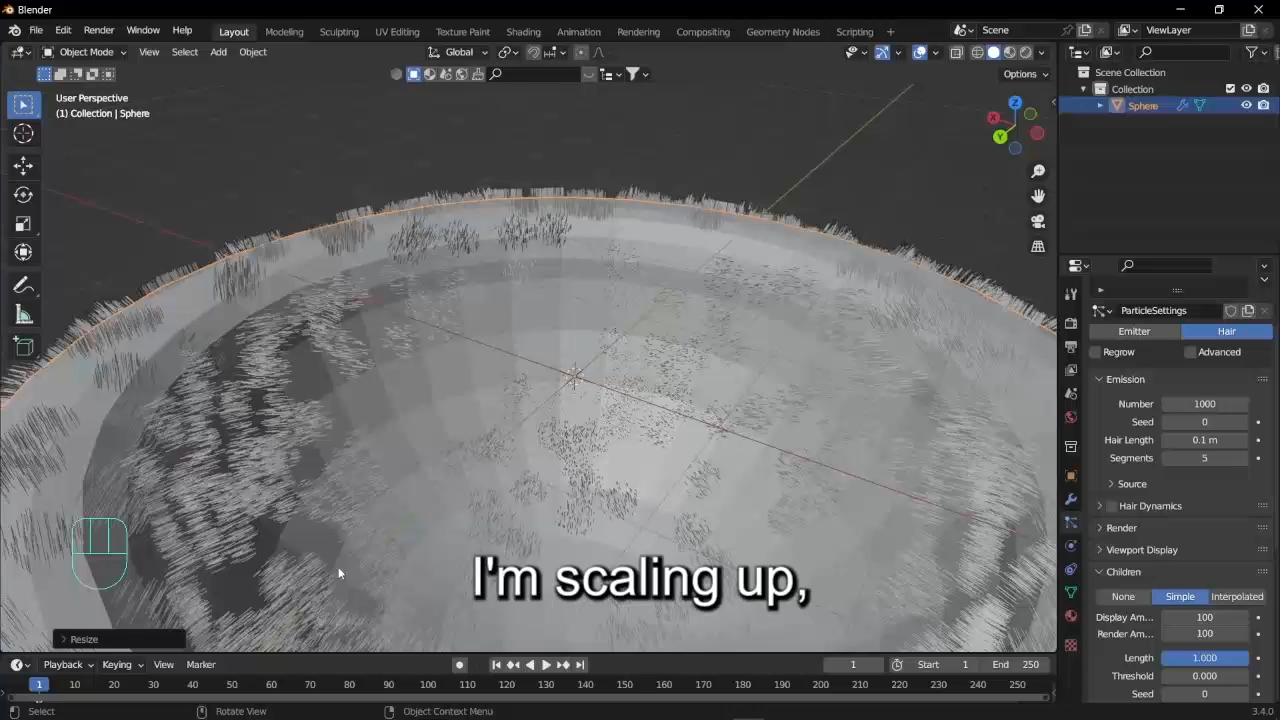 Blender
File Edit Render Window Help
Layout Modeling Sculpting UV Editing Texture Paint Shading Animation Rendering Compositing Geometry Nodes Scripting +
Scene
ViewLayer
Object Mode View Select Add Object
Global
Options
User Perspective
(1) Collection | Sphere
Z
X
Y
Scene Collection
Collection
Sphere
ParticleSettings
Emitter Hair
Regrow Advanced
Emission
Number 1000
Seed 0
Hair Length 0.1 m
Segments 5
Source
Hair Dynamics
Render
Viewport Display
Children
None Simple Interpolated
Display Am... 100
Render Am... 100
Length 1.000
Threshold 0.000
Seed 0
I'm scaling up,
Resize
Playback Keying View Marker
1 Start 1 End 250
1 10 20 30 40 50 60 70 80 90 100 110 120 130 140 150 160 170 180 190 200 210 220 230 240 250
Select Rotate View Object Context Menu
3.4.0